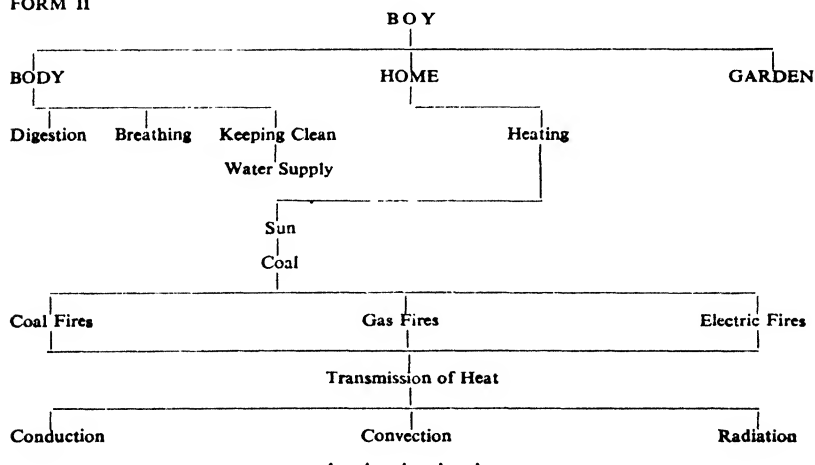 FORM II
BOY
BODY HOME GARDEN
Digestion Breathing Keeping Clean Heating
Water Supply
Sun
Coal
Coal Fires Gas Fires Electric Fires
Transmission of Heat
Conduction Convection Radiation